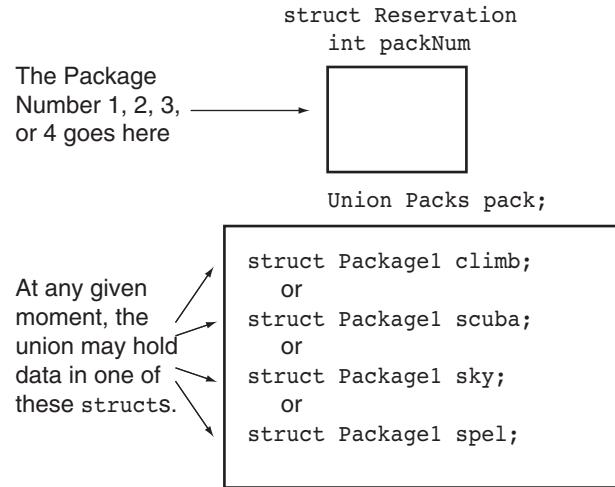 struct Reservation
int packNum
The Package
Number 1, 2, 3,
or 4 goes here
Union Packs pack;
struct Package1 climb;
or
struct Package1 scuba;
or
struct Package1 sky;
or
struct Package1 spel;
At any given
moment, the
union may hold
data in one of
these structs.